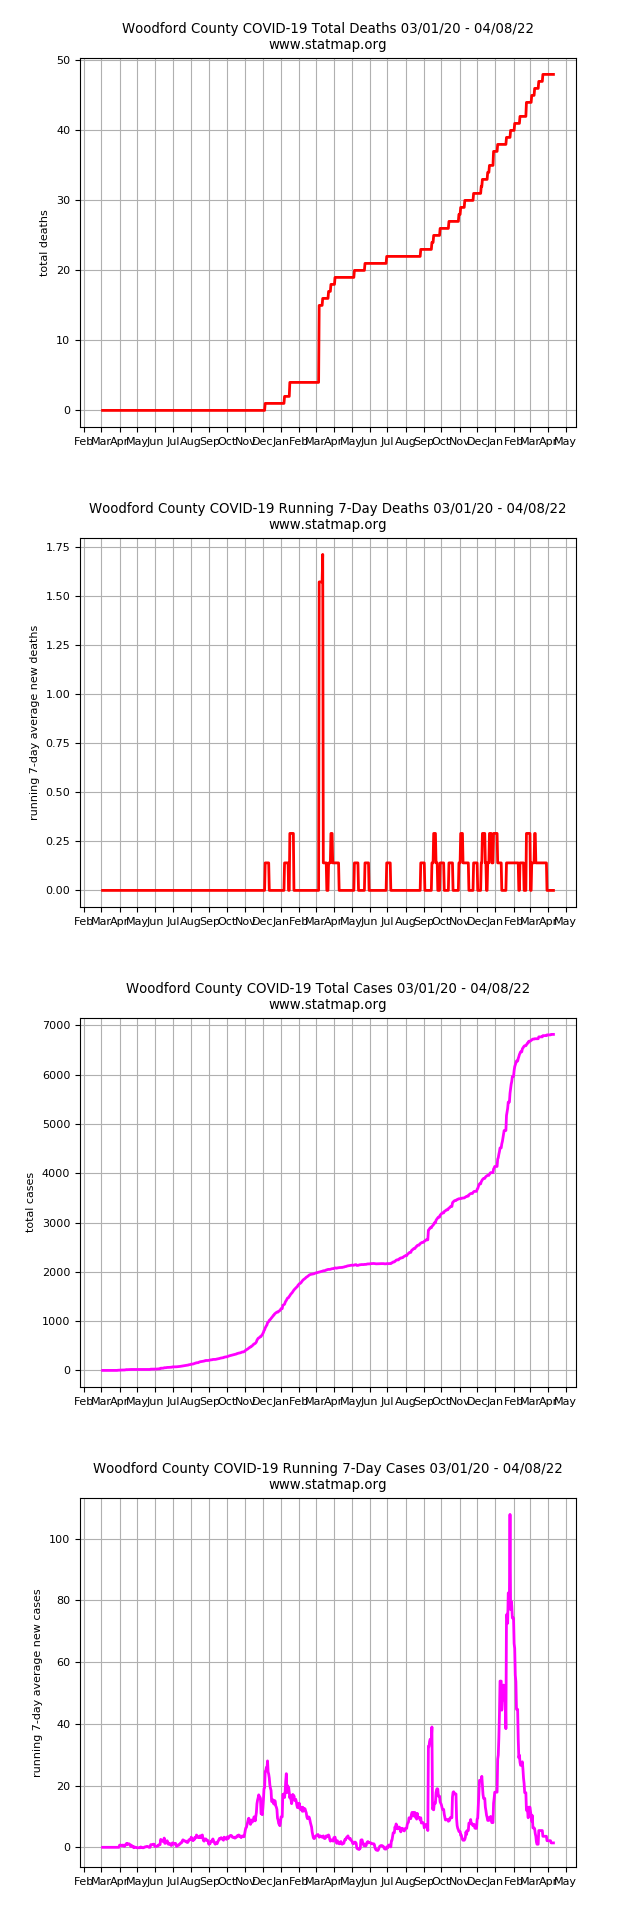 Woodford County COVID-19 Total Deaths 03/01/20 - 04/08/22
www.statmap.org
50
40
30
20
10
0
total deaths
Feb Mar Apr May Jun Jul Aug Sep Oct Nov Dec Jan Feb Mar Apr May Jun Jul Aug Sep Oct Nov Dec Jan Feb Mar Apr May
Woodford County COVID-19 Running 7-Day Deaths 03/01/20 - 04/08/22
www.statmap.org
1.75
1.50
1.25
1.00
0.75
0.50
0.25
0.00
running 7-day average new deaths
Feb Mar Apr May Jun Jul Aug Sep Oct Nov Dec Jan Feb Mar Apr May Jun Jul Aug Sep Oct Nov Dec Jan Feb Mar Apr May
Woodford County COVID-19 Total Cases 03/01/20 - 04/08/22
www.statmap.org
7000
6000
5000
4000
3000
2000
1000
0
total cases
Feb Mar Apr May Jun Jul Aug Sep Oct Nov Dec Jan Feb Mar Apr May Jun Jul Aug Sep Oct Nov Dec Jan Feb Mar Apr May
Woodford County COVID-19 Running 7-Day Cases 03/01/20 - 04/08/22
www.statmap.org
100
80
60
40
20
0
running 7-day average new cases
Feb Mar Apr May Jun Jul Aug Sep Oct Nov Dec Jan Feb Mar Apr May Jun Jul Aug Sep Oct Nov Dec Jan Feb Mar Apr May